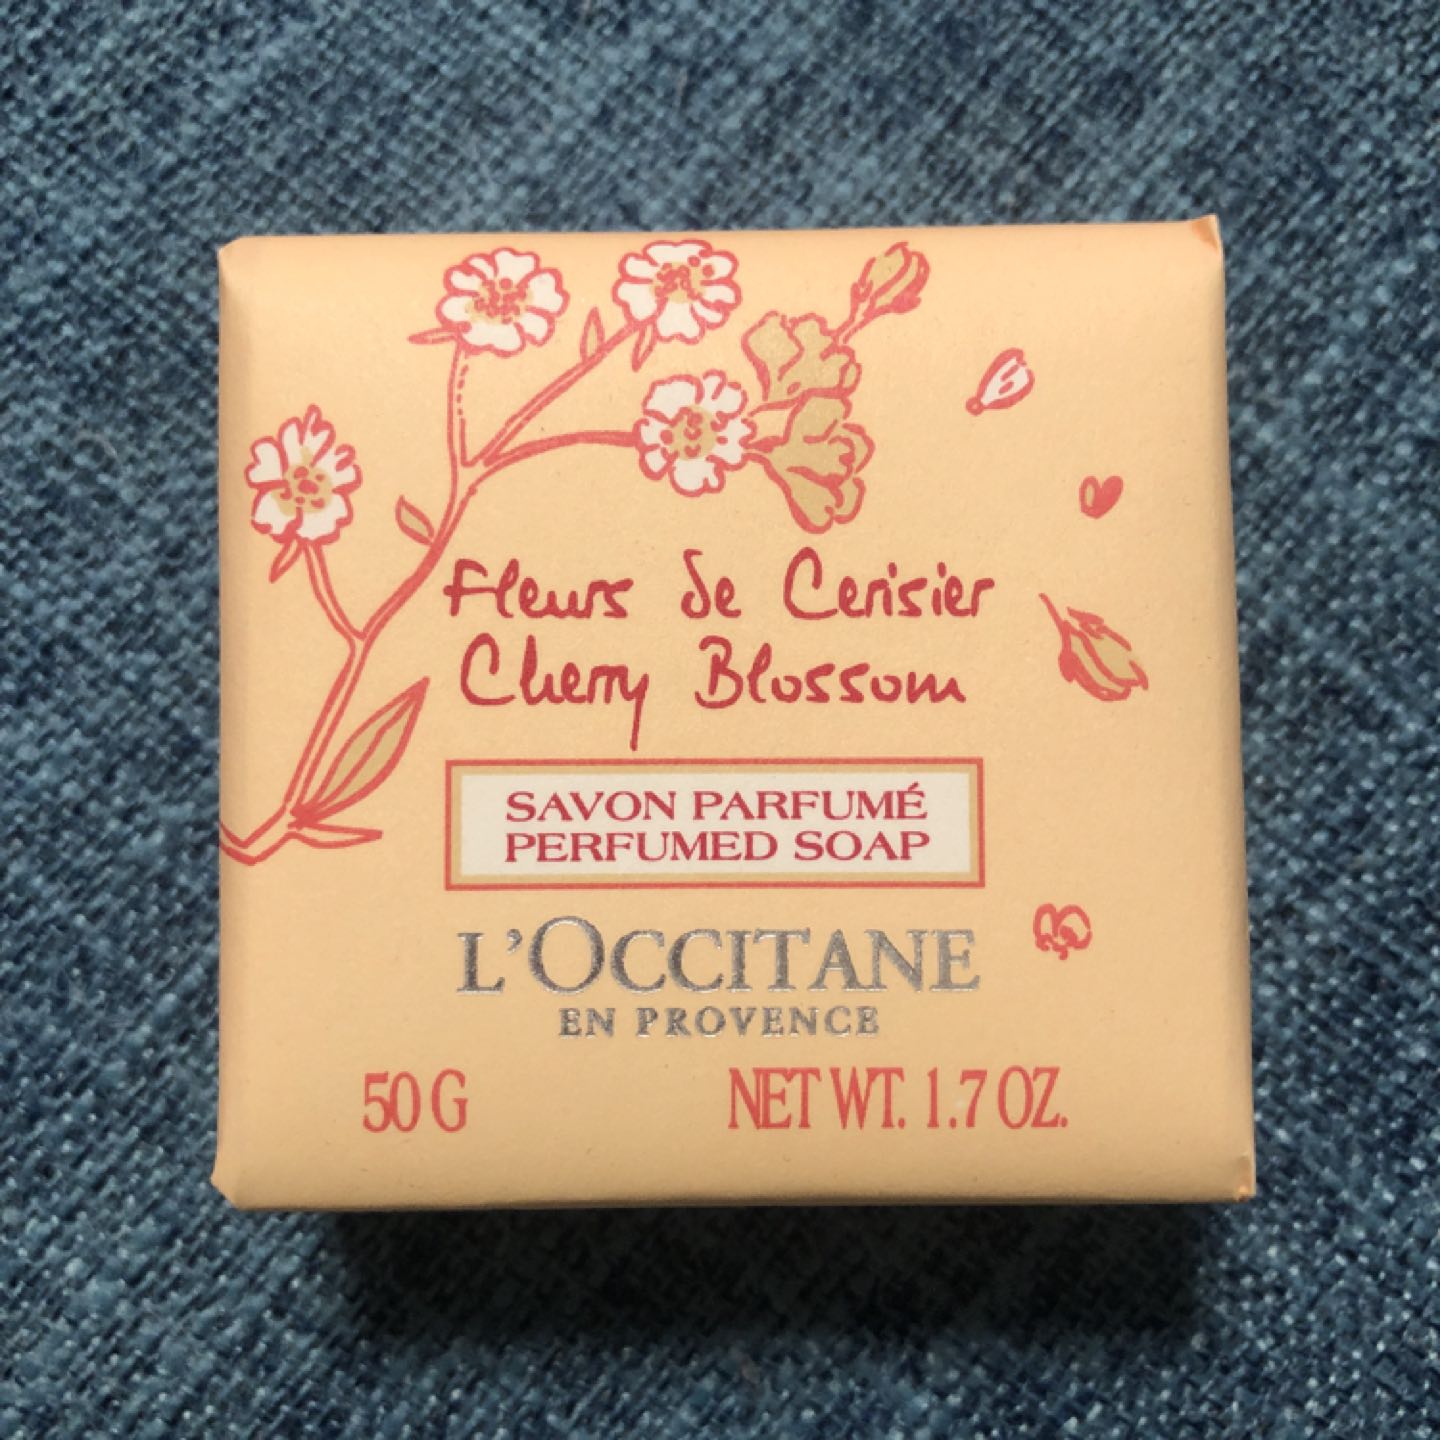 Fleurs de Cerisier
Cherry Blossom
SAVON PARFUMÉ
PERFUMED SOAP
L'OCCITANE
EN PROVENCE
50 G NET WT. 1.7 OZ.